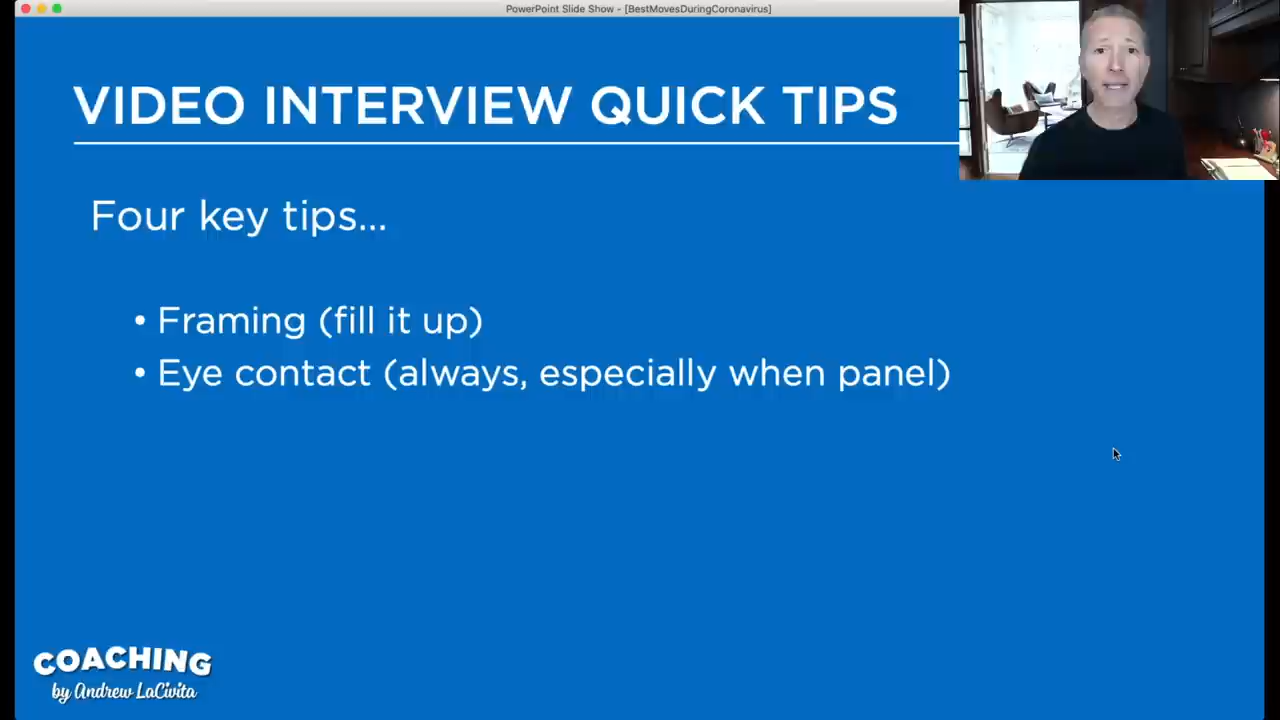 PowerPoint Slide Show - [BestMovesDuringCoronavirus]
VIDEO INTERVIEW QUICK TIPS
Four key tips...
• Framing (fill it up)
• Eye contact (always, especially when panel)
COACHING
by Andrew LaCivita